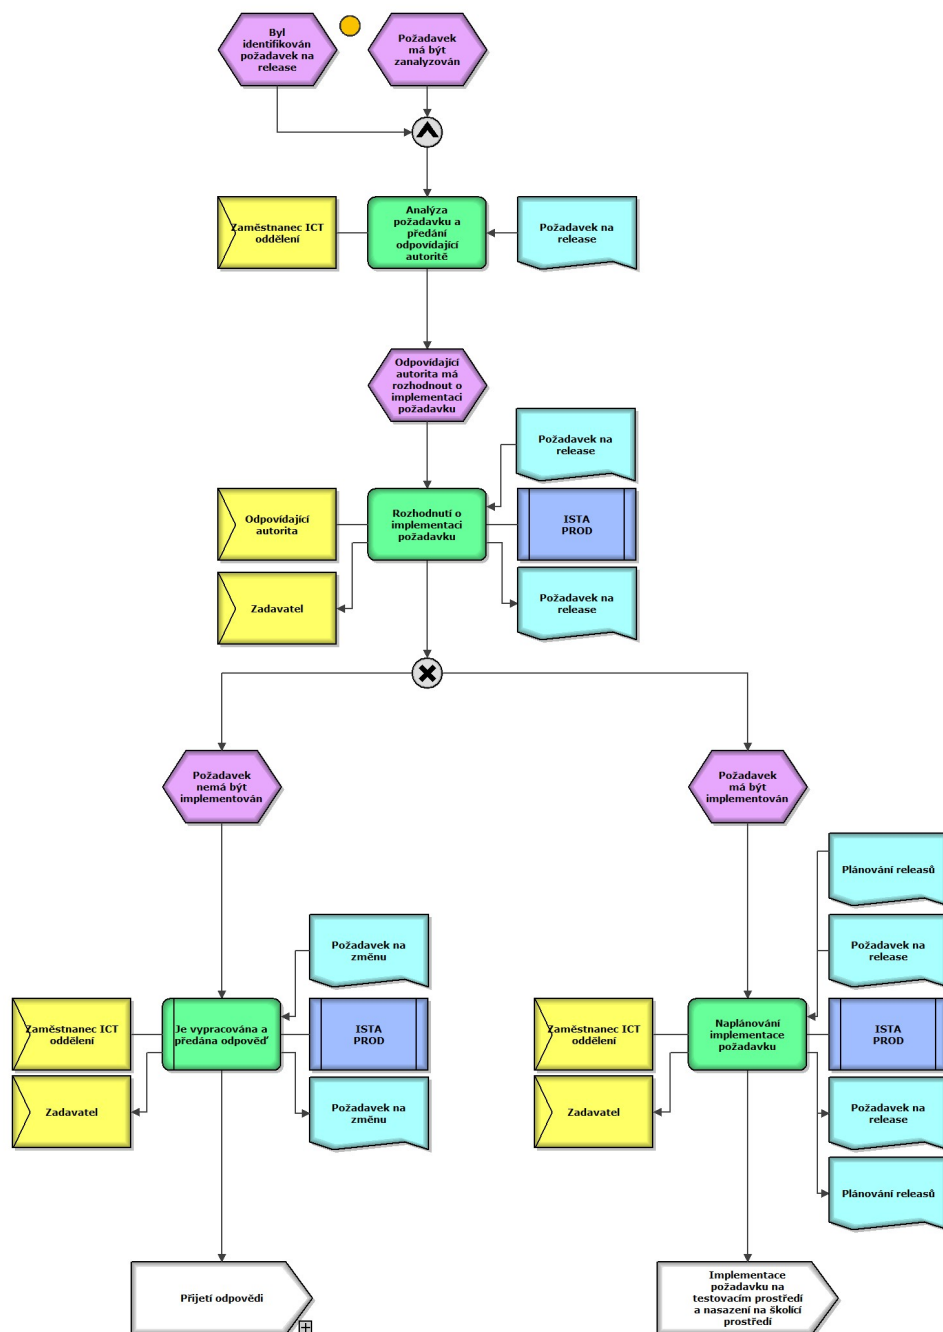 Byl
identifikován
požadavek na
release
Požadavek
má být
zanalyzován
Zaměstnanec ICT
oddělení
Analýza
požadavku a
předání
odpovídající
autoritě
Požadavek na
release
Odpovídající
autorita má
rozhodnout o
implementaci
požadavku
Požadavek na
release
Odpovídající
autorita
Rozhodnutí o
implementaci
požadavku
ISTA
PROD
Zadavatel
Požadavek na
release
Požadavek
nemá být
implementován
Požadavek
má být
implementován
Plánování releasů
Požadavek na
změnu
Požadavek na
release
Zaměstnanec ICT
oddělení
Je vypracována a
předána odpověď
ISTA
PROD
Zaměstnanec ICT
oddělení
Naplánování
implementace
požadavku
ISTA
PROD
Zadavatel
Požadavek na
změnu
Zadavatel
Požadavek na
release
Plánování releasů
Přijetí odpovědi
Implementace
požadavku na
testovacím prostředí
a nasazení na školící
prostředí